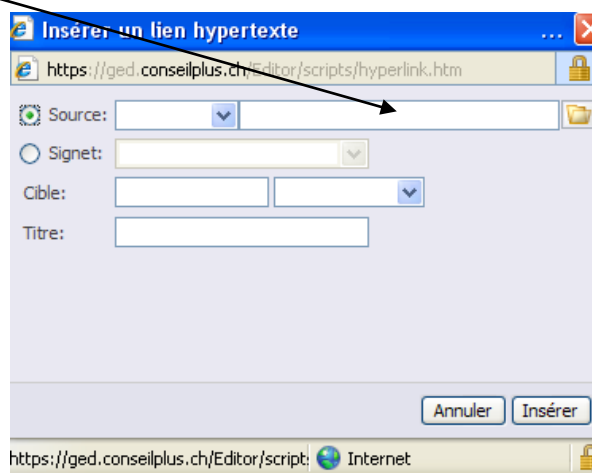 Insérer un lien hypertexte ...
https://ged.conseilplus.ch/Editor/scripts/hyperlink.htm
Source:
Signet:
Cible:
Titre:
Annuler Insérer
https://ged.conseilplus.ch/Editor/script: Internet